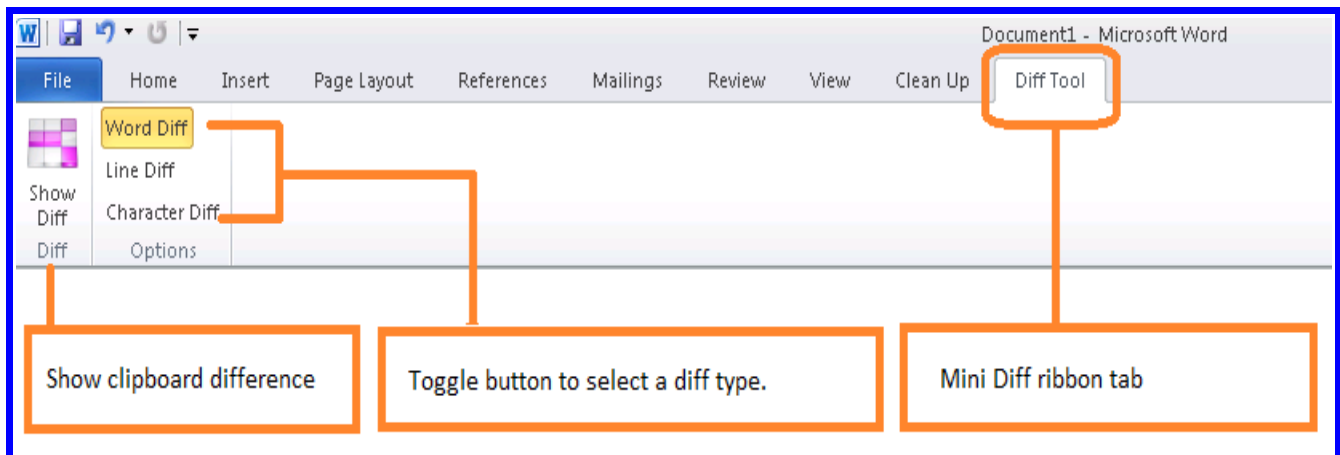 W
Document1 - Microsoft Word
File Home Insert Page Layout References Mailings Review View Clean Up Diff Tool
Show
Diff
Word Diff
Line Diff
Character Diff
Diff
Options
Show clipboard difference
Toggle button to select a diff type.
Mini Diff ribbon tab